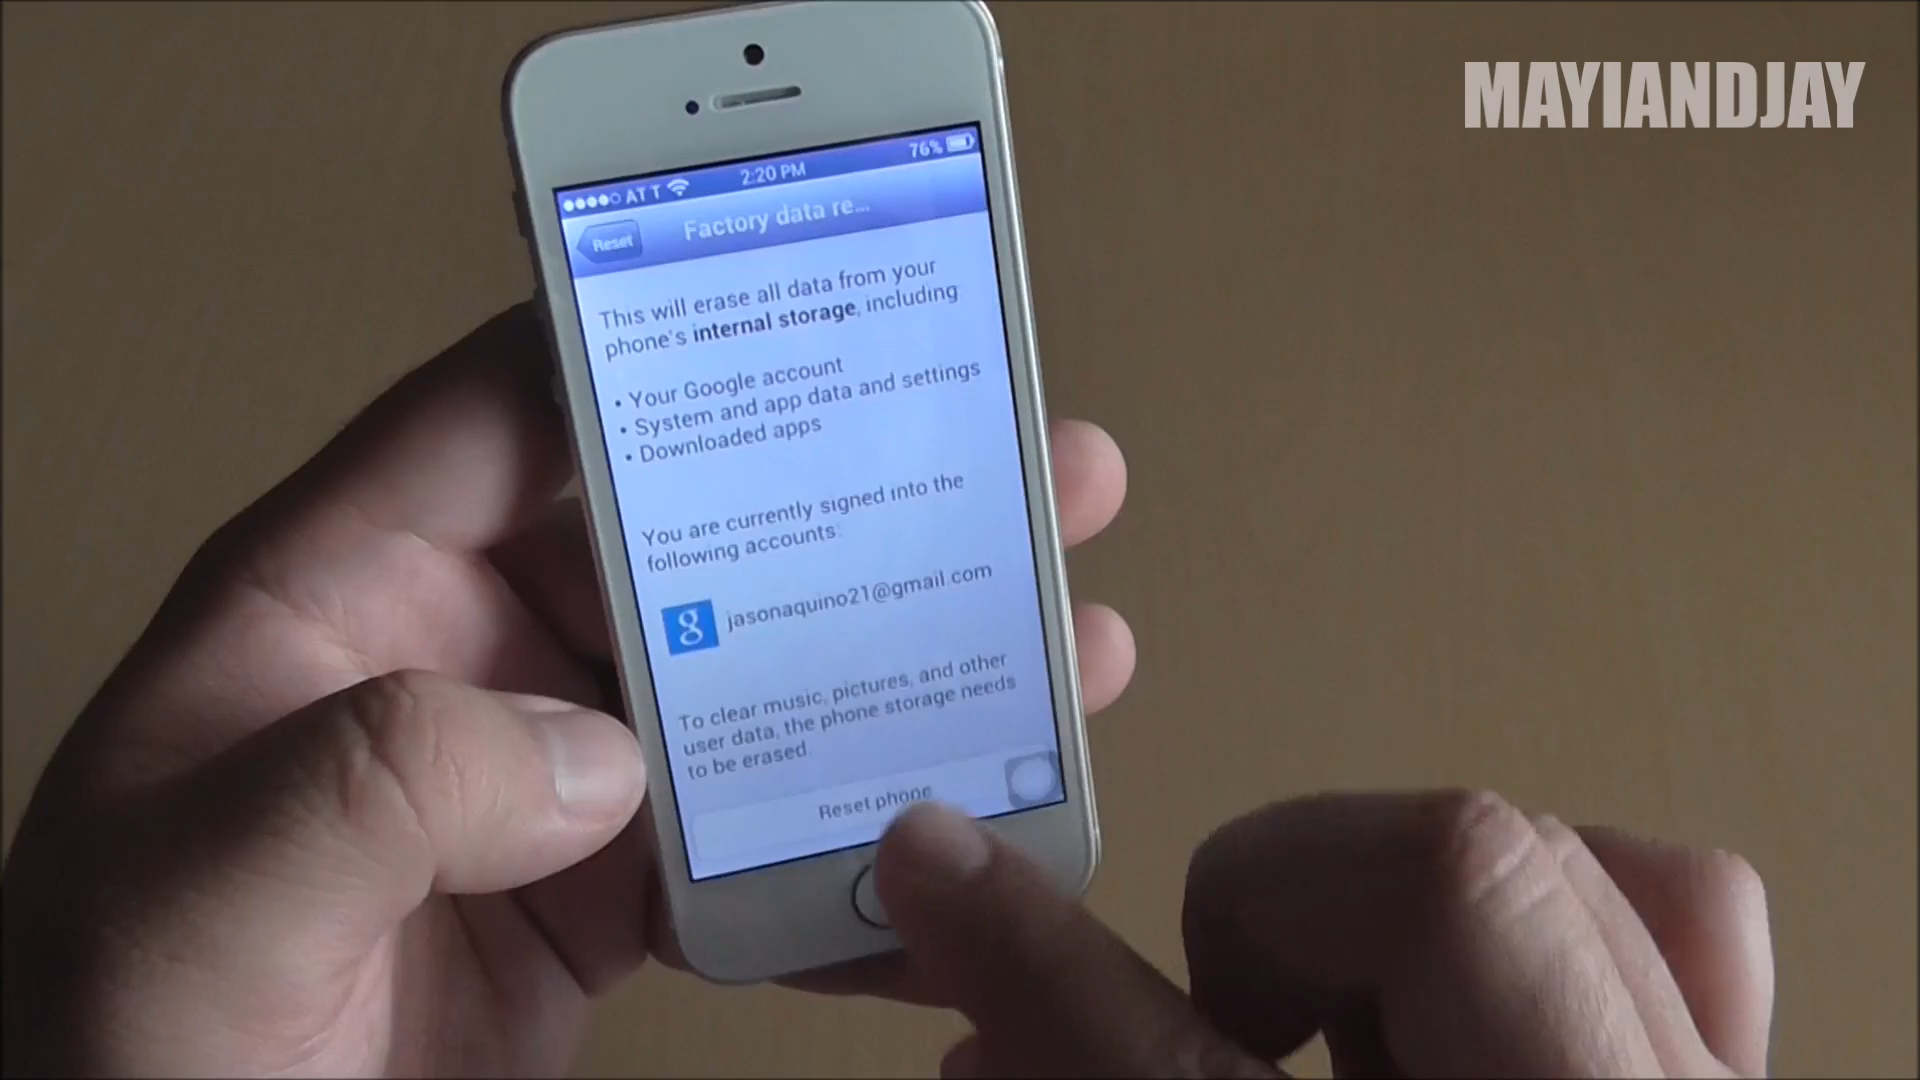 MAYIANDJAY
AT T 2:20 PM 76%
Reset Factory data re...
This will erase all data from your
phone's internal storage, including
• Your Google account
• System and app data and settings
• Downloaded apps
You are currently signed into the
following accounts:
g jasonaquino21@gmail.com
To clear music, pictures, and other
user data, the phone storage needs
to be erased.
Reset phone